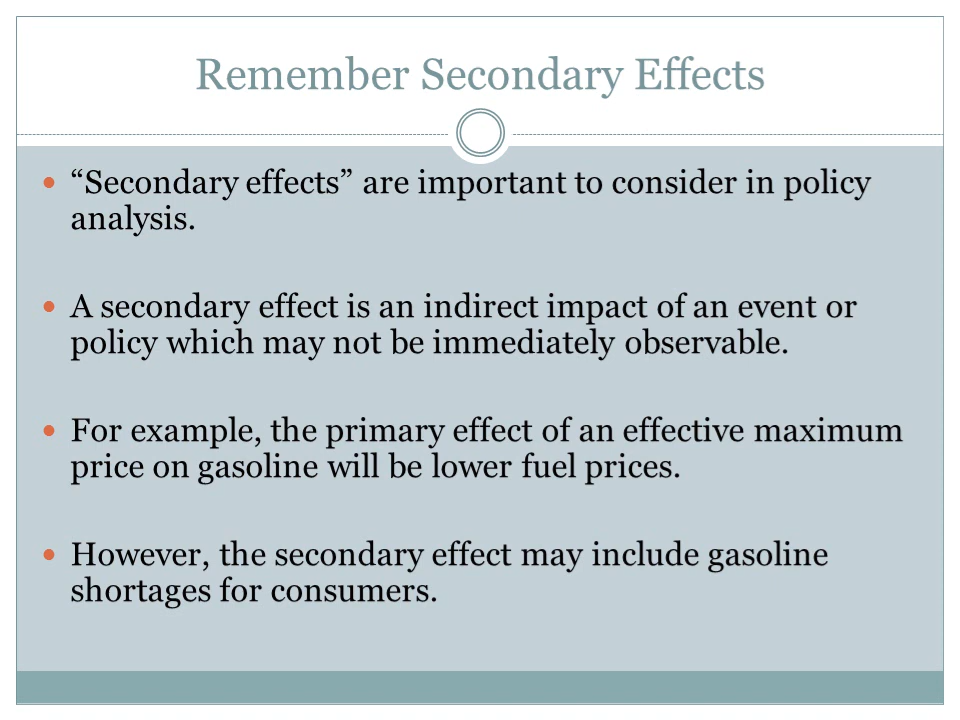 Remember Secondary Effects
“Secondary effects” are important to consider in policy
analysis.
A secondary effect is an indirect impact of an event or
policy which may not be immediately observable.
For example, the primary effect of an effective maximum
price on gasoline will be lower fuel prices.
However, the secondary effect may include gasoline
shortages for consumers.